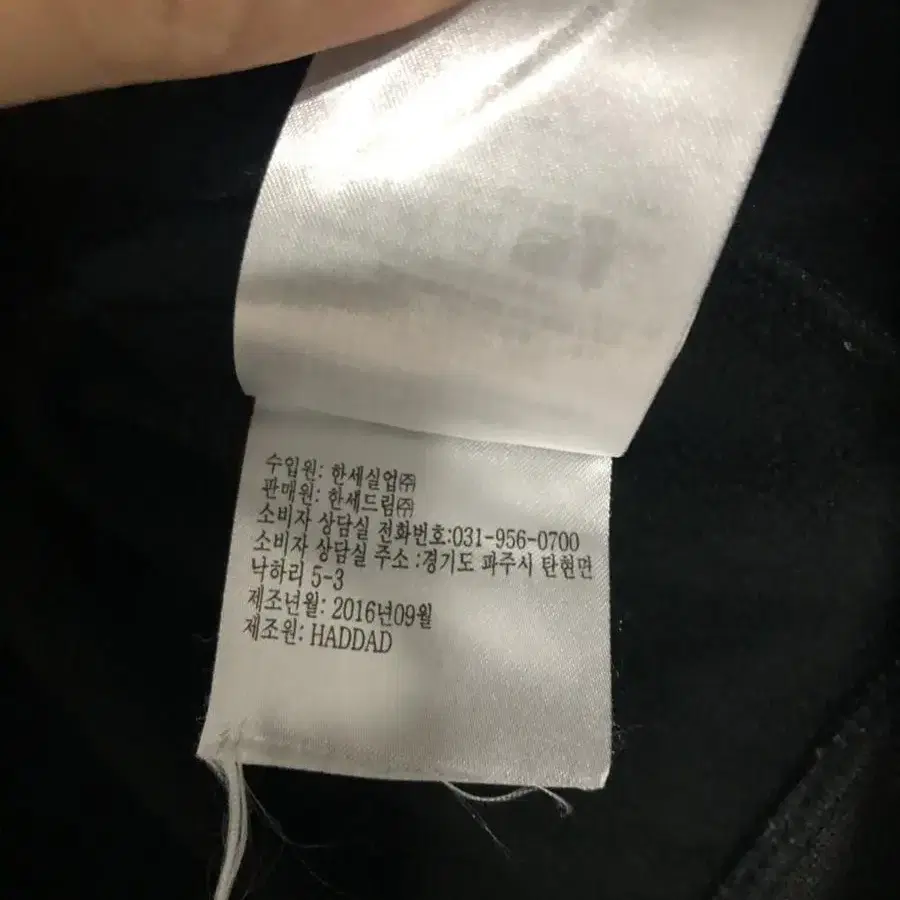 수입원: 한세실업㈜
판매원: 한세드림㈜
소비자 상담실 전화번호:031-956-0700
소비자 상담실 주소 :경기도 파주시 탄현면
낙하리 5-3
제조년월: 2016년09월
제조원: HADDAD